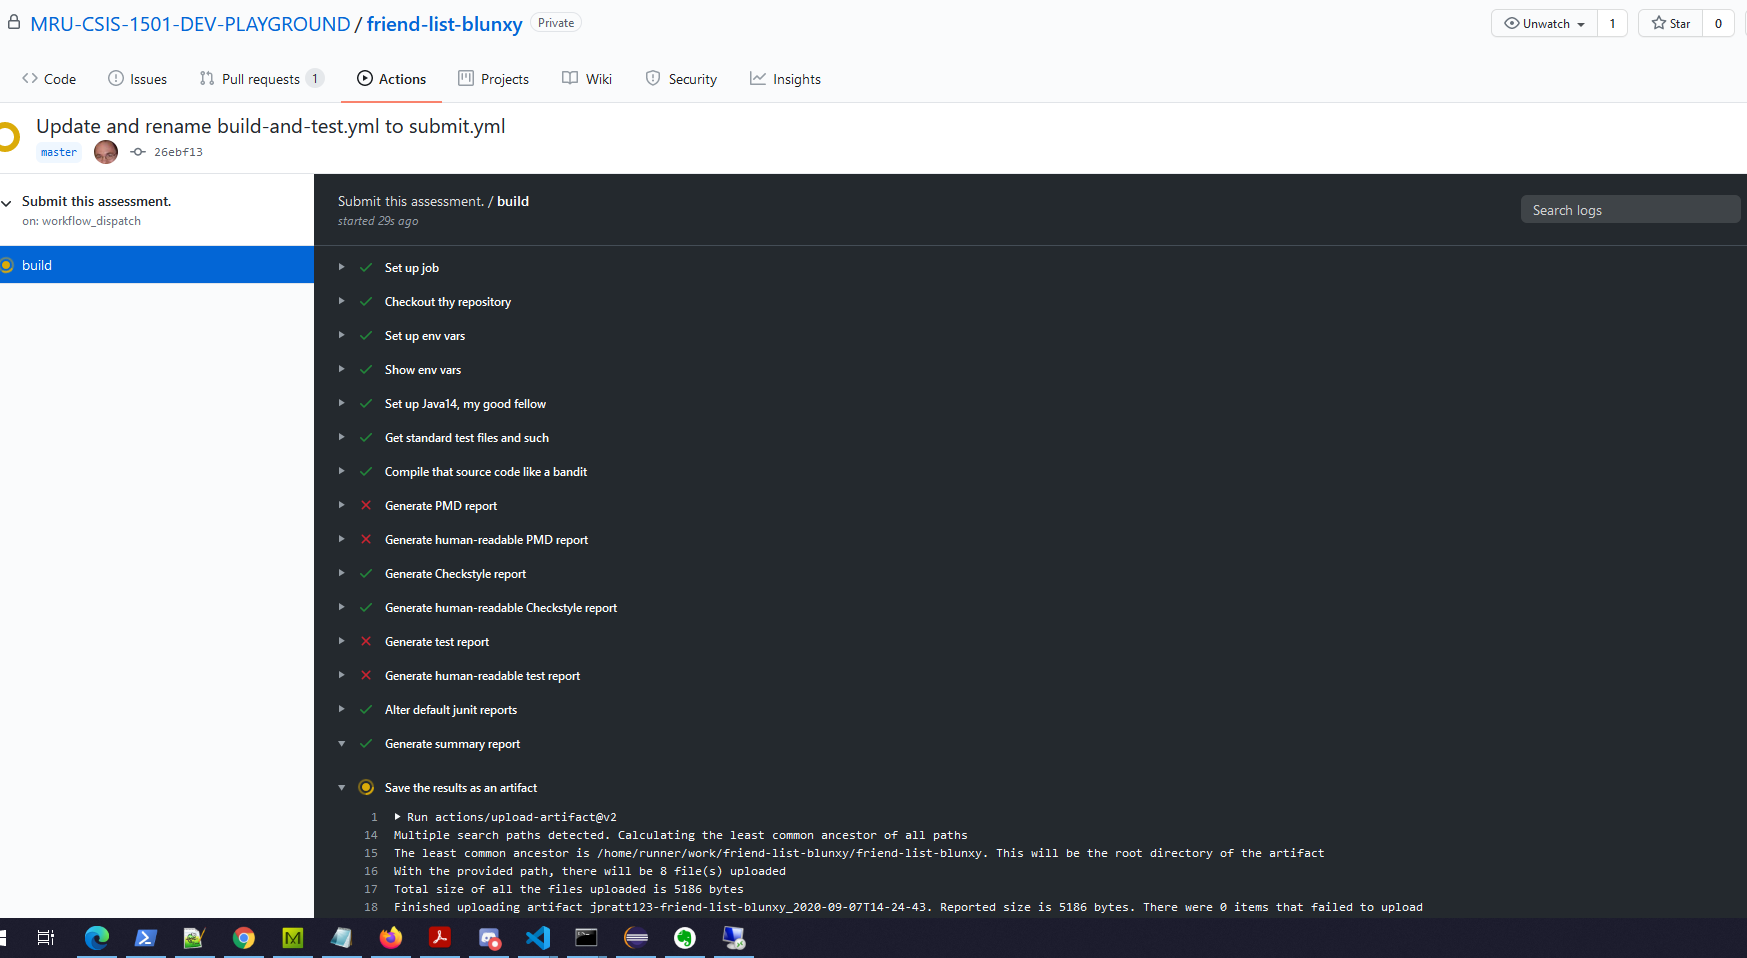 MRU-CSIS-1501-DEV-PLAYGROUND / friend-list-blunxy Private
Unwatch 1 Star 0
Code Issues Pull requests 1 Actions Projects Wiki Security Insights
Update and rename build-and-test.yml to submit.yml
master 26ebf13
Submit this assessment.
on: workflow_dispatch
build
Submit this assessment. / build
started 29s ago
Search logs
Set up job
Checkout thy repository
Set up env vars
Show env vars
Set up Java14, my good fellow
Get standard test files and such
Compile that source code like a bandit
Generate PMD report
Generate human-readable PMD report
Generate Checkstyle report
Generate human-readable Checkstyle report
Generate test report
Generate human-readable test report
Alter default junit reports
Generate summary report
Save the results as an artifact
1 Run actions/upload-artifact@v2
14 Multiple search paths detected. Calculating the least common ancestor of all paths
15 The least common ancestor is /home/runner/work/friend-list-blunxy/friend-list-blunxy. This will be the root directory of the artifact
16 With the provided path, there will be 8 file(s) uploaded
17 Total size of all the files uploaded is 5186 bytes
18 Finished uploading artifact jpratt123-friend-list-blunxy_2020-09-07T14-24-43. Reported size is 5186 bytes. There were 0 items that failed to upload